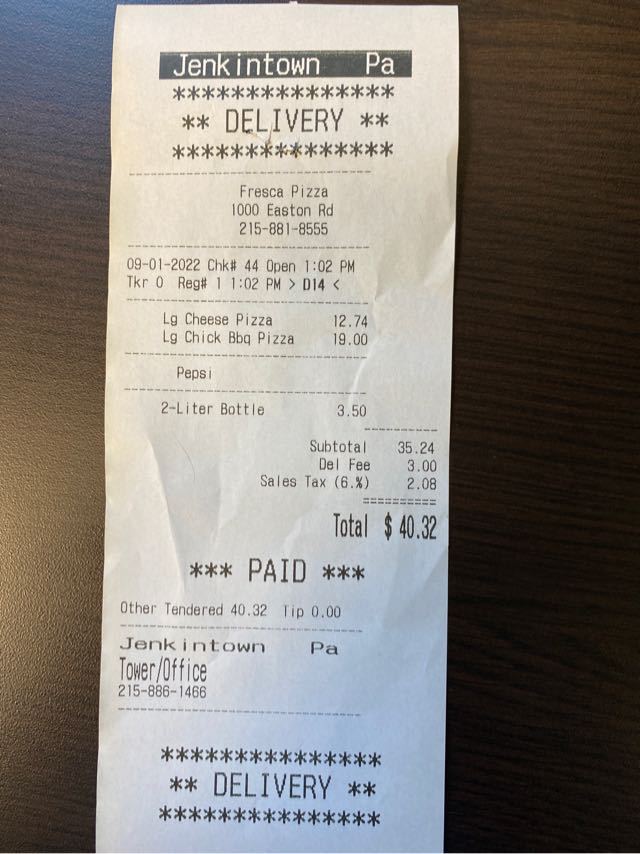 Jenkintown Pa
***************
** DELIVERY **
***************
Fresca Pizza
1000 Easton Rd
215-881-8555
09-01-2022 Chk# 44 Open 1:02 PM
Tkr 0 Reg# 1 1:02 PM > D14 <
Lg Cheese Pizza 12.74
Lg Chick Bbq Pizza 19.00
Pepsi
2-Liter Bottle 3.50
Subtotal 35.24
Del Fee 3.00
Sales Tax (6.%) 2.08
==========
Total $ 40.32
*** PAID ***
Other Tendered 40.32 Tip 0.00
Jenkintown Pa
Tower/Office
215-886-1466
***************
** DELIVERY **
***************